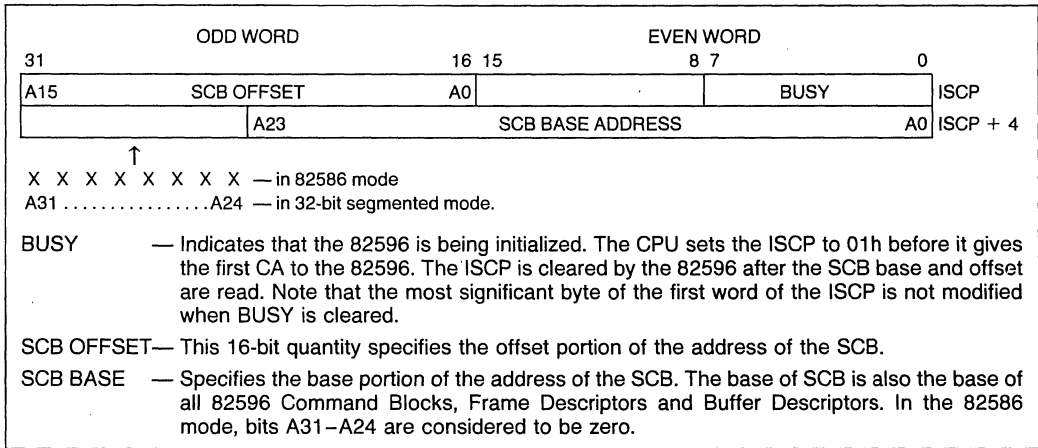 ODD WORD EVEN WORD
31 16 15 8 7 0
A15 SCB OFFSET A0 BUSY ISCP
A23 SCB BASE ADDRESS A0 ISCP + 4
↑
X X X X X X X X — in 82586 mode
A31 . . . . . . . . . . . . . . . . A24 — in 32-bit segmented mode.
BUSY — Indicates that the 82596 is being initialized. The CPU sets the ISCP to 01h before it gives
the first CA to the 82596. The ISCP is cleared by the 82596 after the SCB base and offset
are read. Note that the most significant byte of the first word of the ISCP is not modified
when BUSY is cleared.
SCB OFFSET— This 16-bit quantity specifies the offset portion of the address of the SCB.
SCB BASE — Specifies the base portion of the address of the SCB. The base of SCB is also the base of
all 82596 Command Blocks, Frame Descriptors and Buffer Descriptors. In the 82586
mode, bits A31–A24 are considered to be zero.